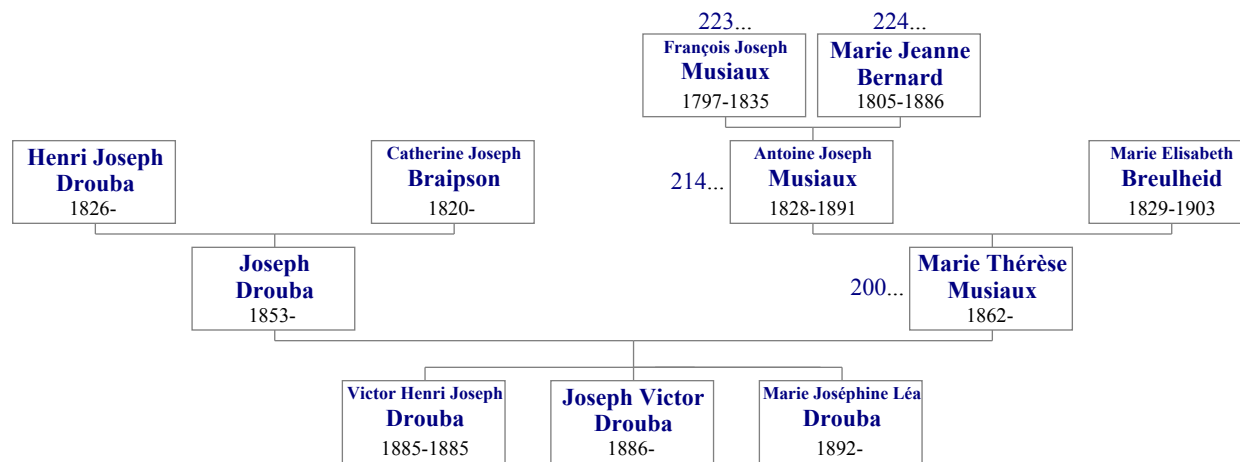 223...
224...
François Joseph
Musiaux
1797-1835
Marie Jeanne
Bernard
1805-1886
Henri Joseph
Drouba
1826-
Catherine Joseph
Braipson
1820-
214...
Antoine Joseph
Musiaux
1828-1891
Marie Elisabeth
Breulheid
1829-1903
Joseph
Drouba
1853-
200...
Marie Thérèse
Musiaux
1862-
Victor Henri Joseph
Drouba
1885-1885
Joseph Victor
Drouba
1886-
Marie Joséphine Léa
Drouba
1892-